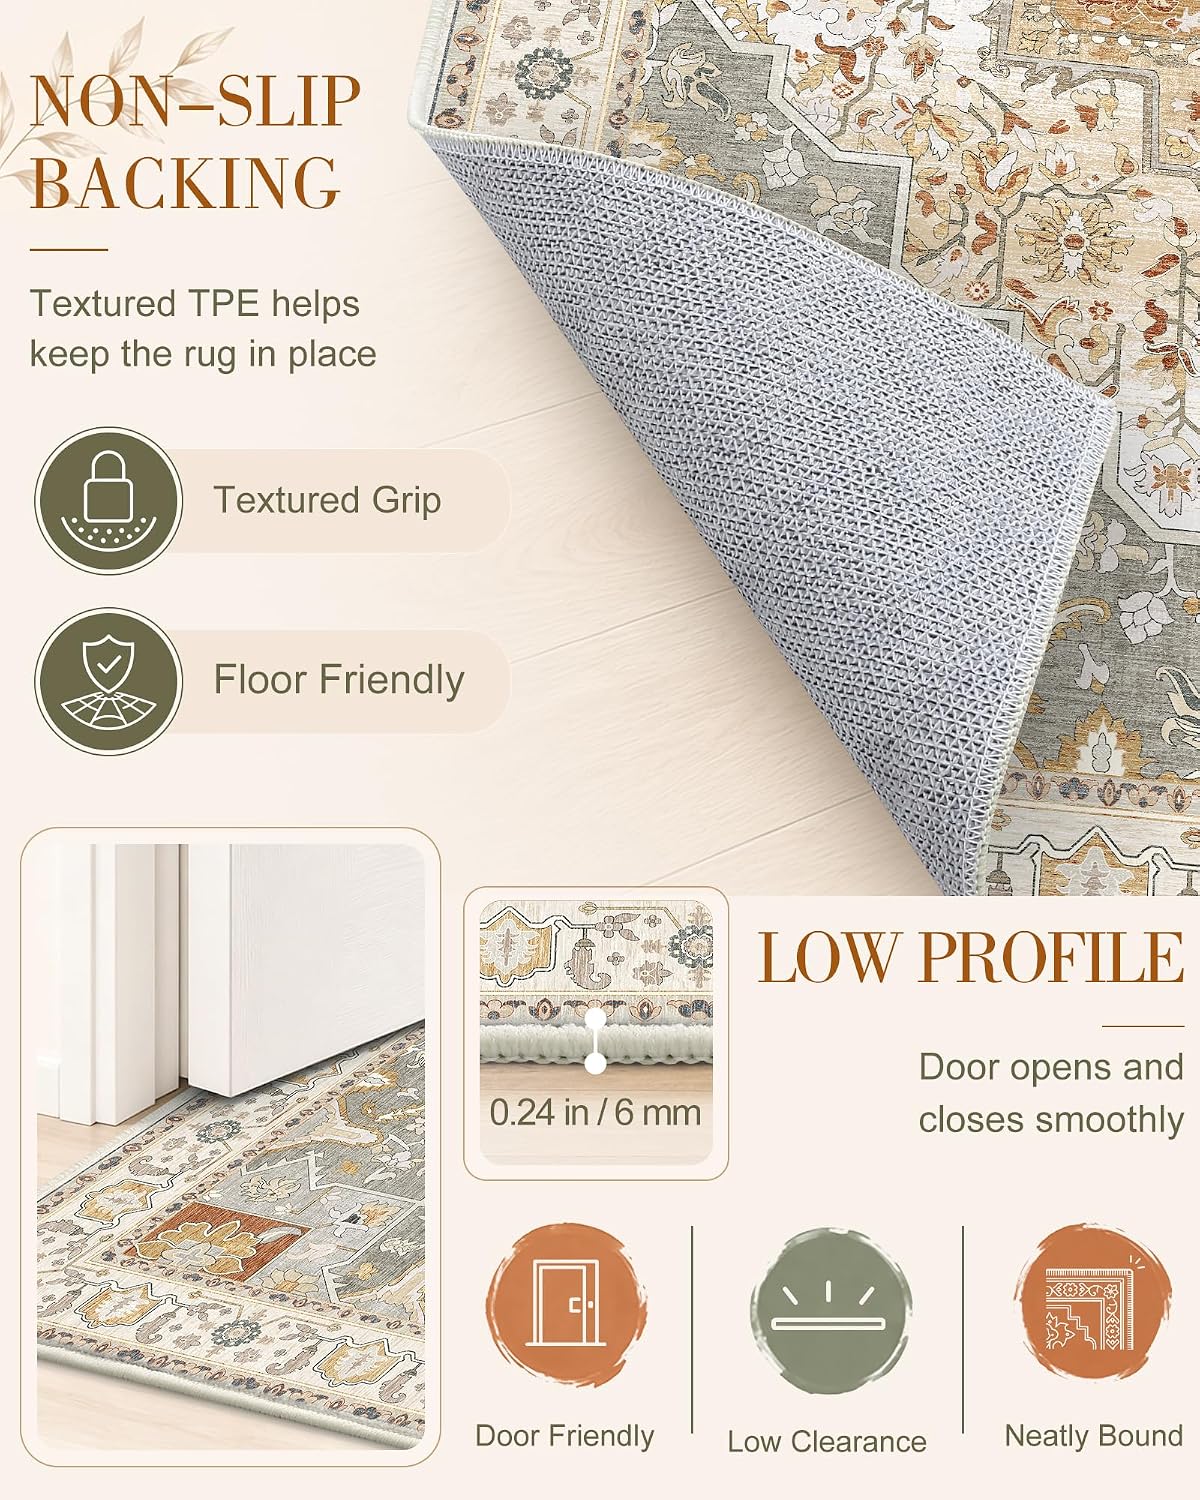 NON-SLIP
BACKING
Textured TPE helps
keep the rug in place
Textured Grip
Floor Friendly
0.24 in / 6 mm
LOW PROFILE
Door opens and
closes smoothly
Door Friendly
Low Clearance
Neatly Bound